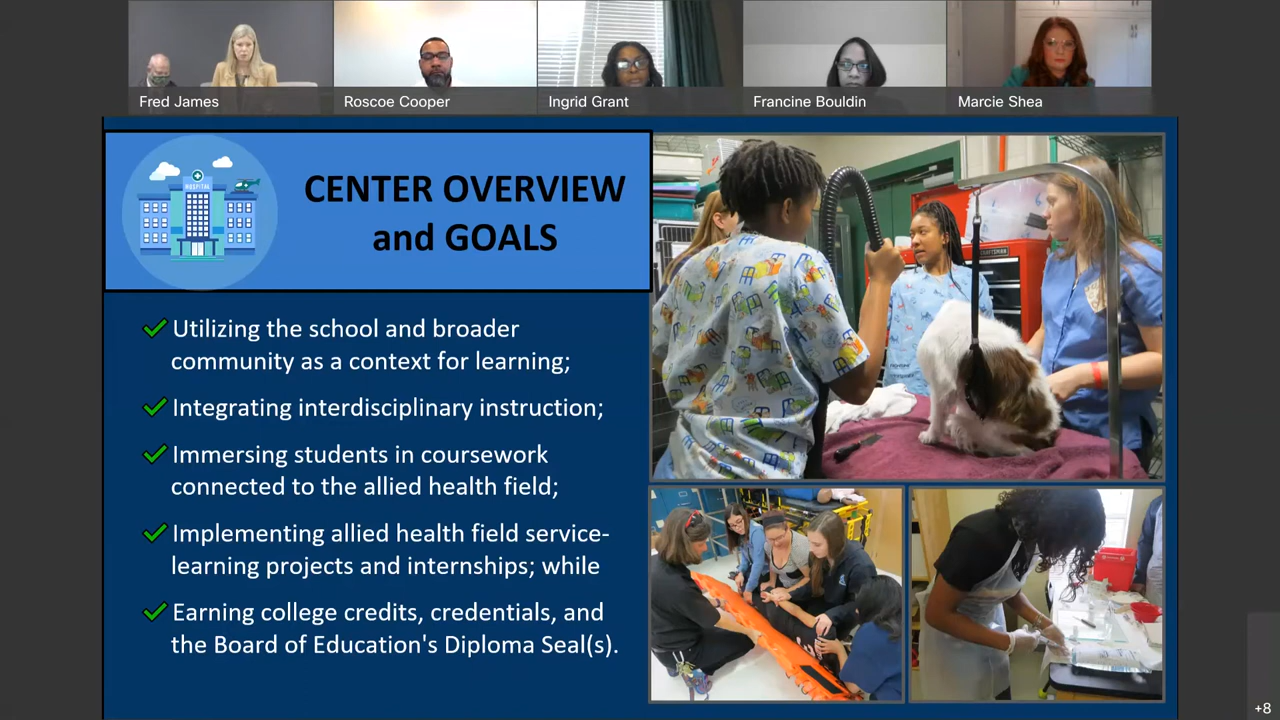 Fred James
Roscoe Cooper
Ingrid Grant
Francine Bouldin
Marcie Shea
HOSPITAL
CENTER OVERVIEW
and GOALS
Utilizing the school and broader
community as a context for learning;
Integrating interdisciplinary instruction;
Immersing students in coursework
connected to the allied health field;
Implementing allied health field service-
learning projects and internships; while
Earning college credits, credentials, and
the Board of Education's Diploma Seal(s).
CRAFTSMAN
+8